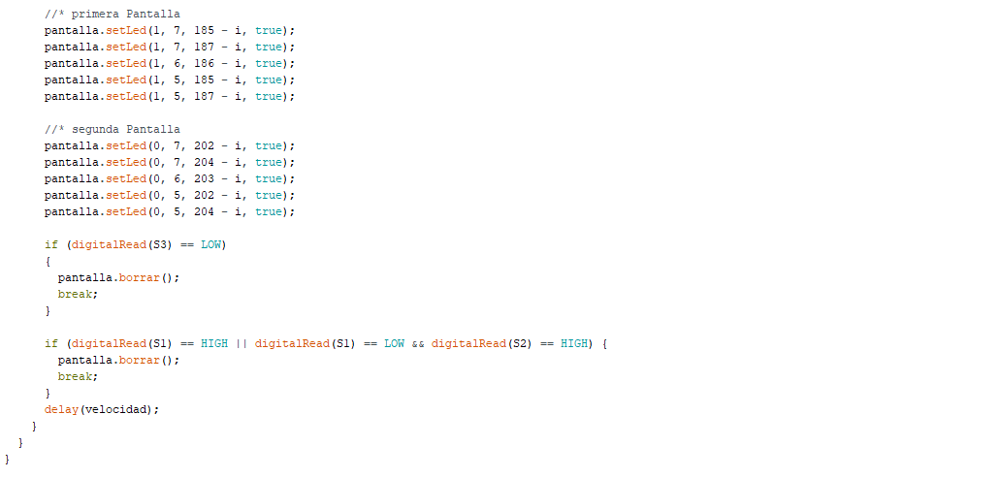 //* primera Pantalla
pantalla.setLed(1, 7, 185 - i, true);
pantalla.setLed(1, 7, 187 - i, true);
pantalla.setLed(1, 6, 186 - i, true);
pantalla.setLed(1, 5, 185 - i, true);
pantalla.setLed(1, 5, 187 - i, true);

//* segunda Pantalla
pantalla.setLed(0, 7, 202 - i, true);
pantalla.setLed(0, 7, 204 - i, true);
pantalla.setLed(0, 6, 203 - i, true);
pantalla.setLed(0, 5, 202 - i, true);
pantalla.setLed(0, 5, 204 - i, true);

if (digitalRead(S3) == LOW)
{
pantalla.borrar();
break;
}

if (digitalRead(S1) == HIGH || digitalRead(S1) == LOW && digitalRead(S2) == HIGH) {
pantalla.borrar();
break;
}
delay(velocidad);
}
}
}